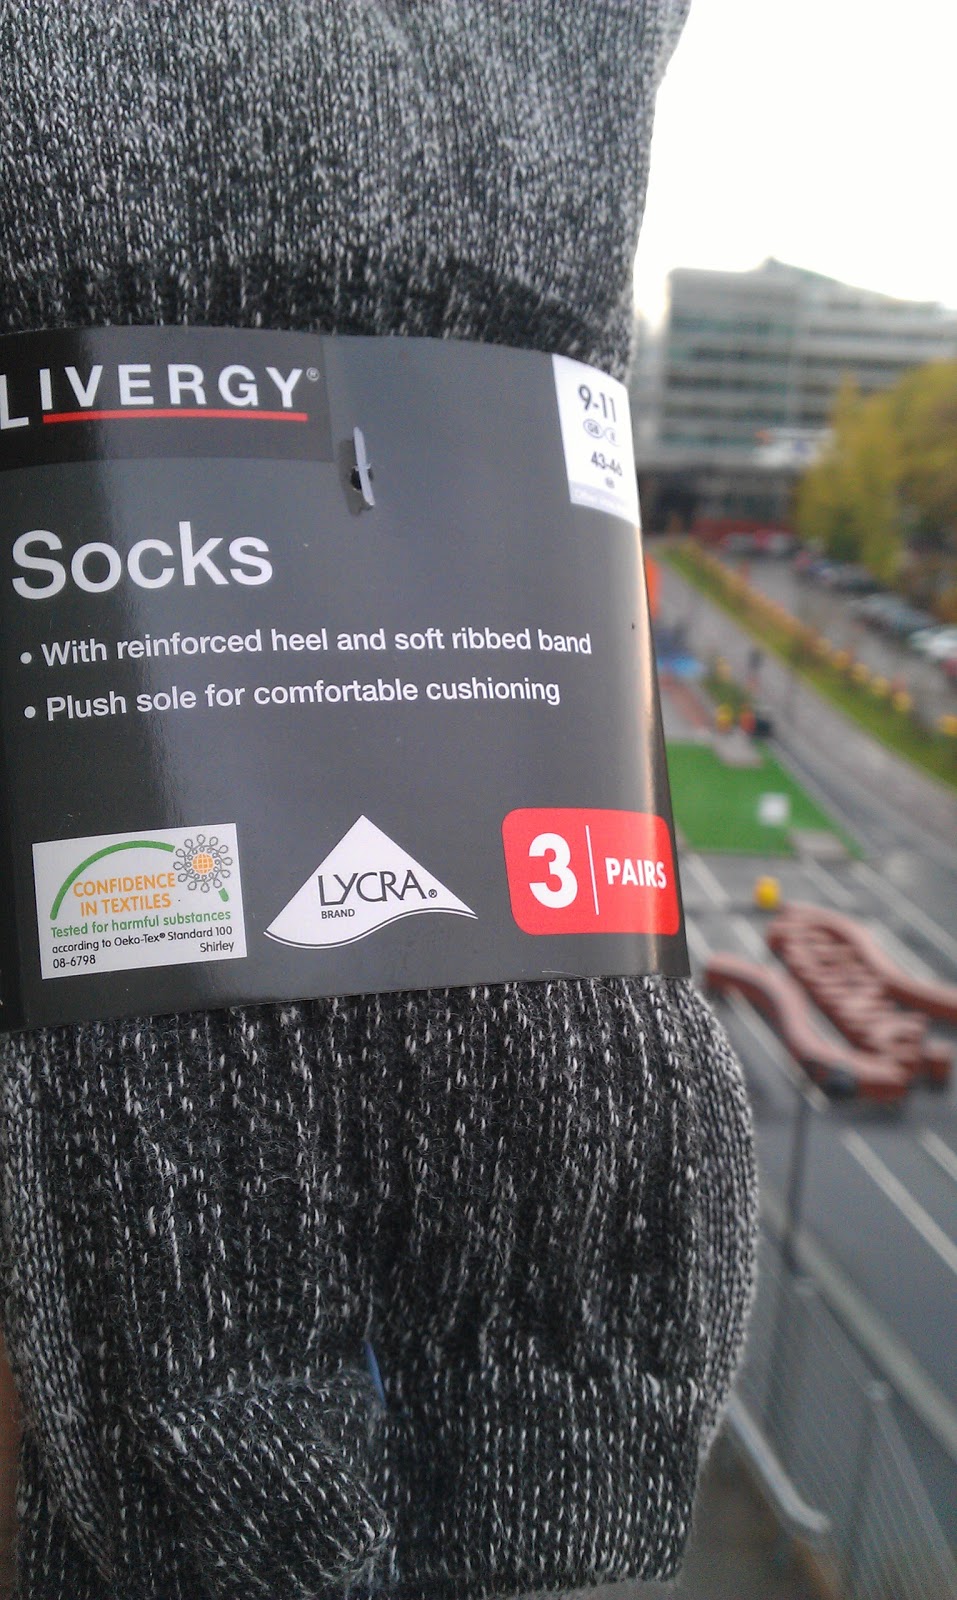 LIVERGY®
9-11
GB
43-46
Socks
• With reinforced heel and soft ribbed band
• Plush sole for comfortable cushioning
CONFIDENCE
IN TEXTILES
Tested for harmful substances
according to Oeko-Tex® Standard 100
08-6798
Shirley
LYCRA®
BRAND
3 PAIRS